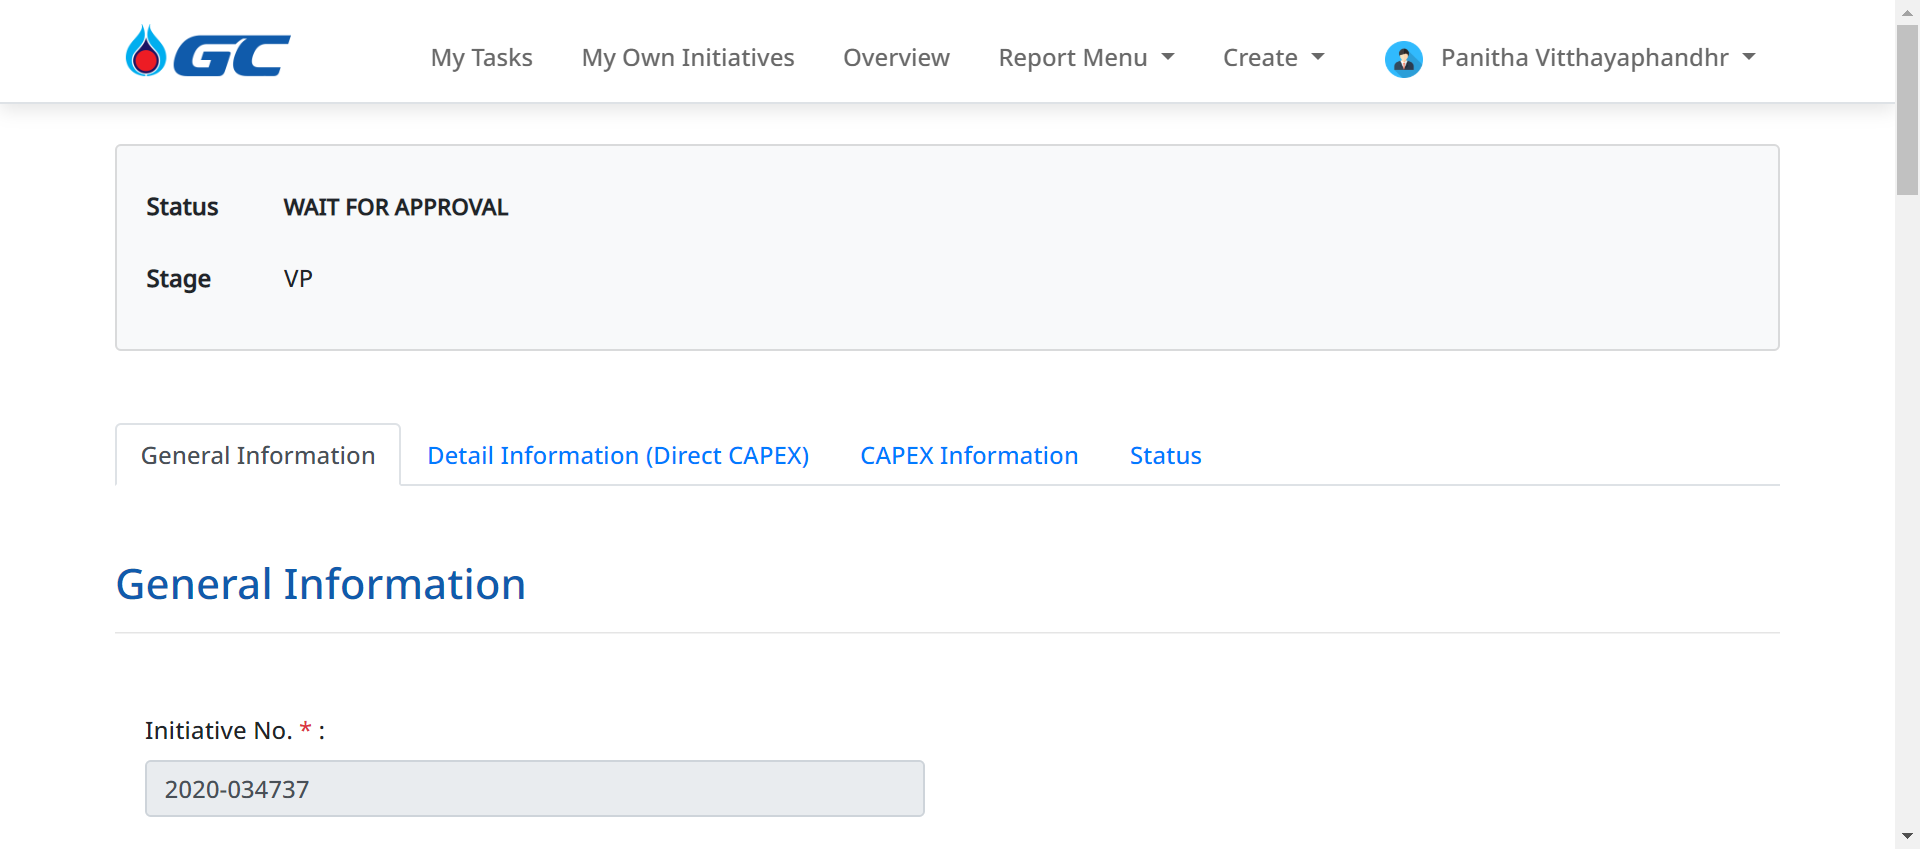 GC My Tasks My Own Initiatives Overview Report Menu Create Panitha Vitthayaphandhr
Status WAIT FOR APPROVAL
Stage VP
General Information Detail Information (Direct CAPEX) CAPEX Information Status
General Information
Initiative No. * :
2020-034737